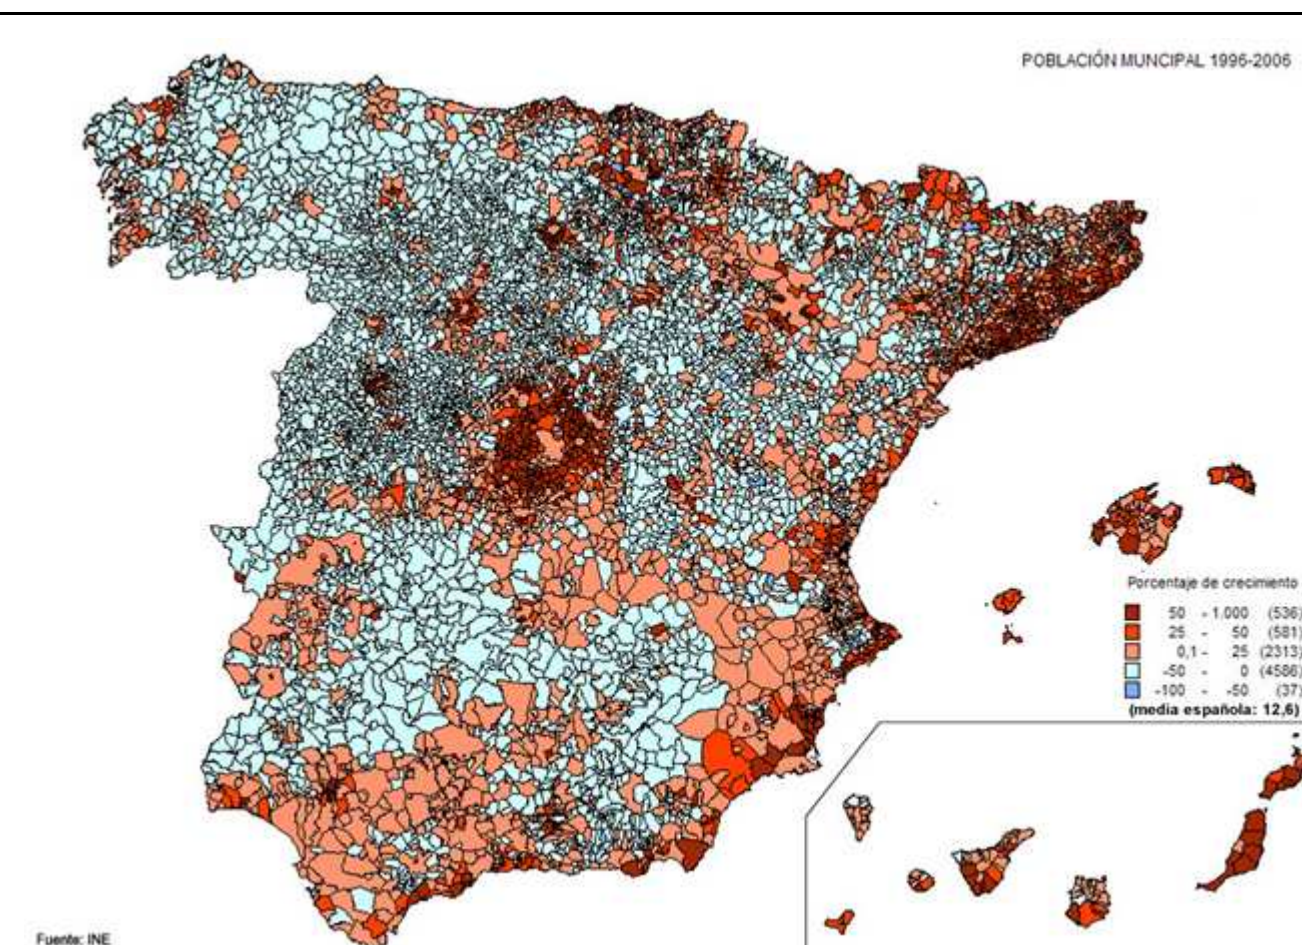 POBLACIÓN MUNCIPAL 1996-2006
Porcentaje de crecimiento
50 - 1.000 (536)
25 - 50 (581)
0,1 - 25 (2313)
-50 - 0 (4586)
-100 - -50 (37)
(media española: 12,6)
Fuente: INE